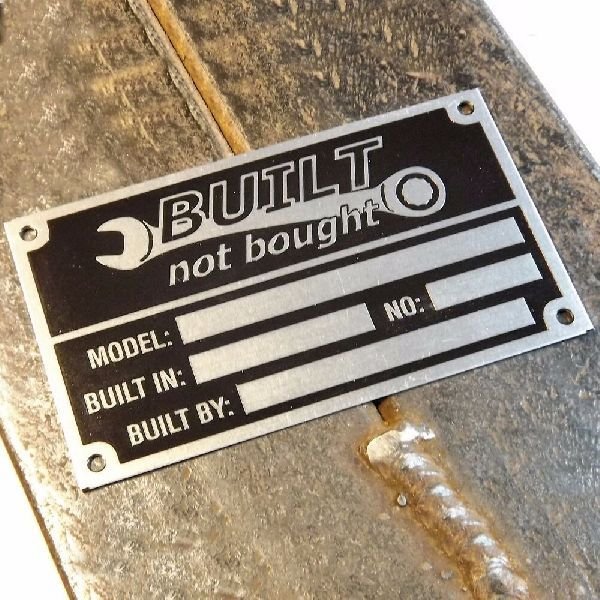 BUILT
not bought
MODEL:
BUILT IN: NO:
BUILT BY: